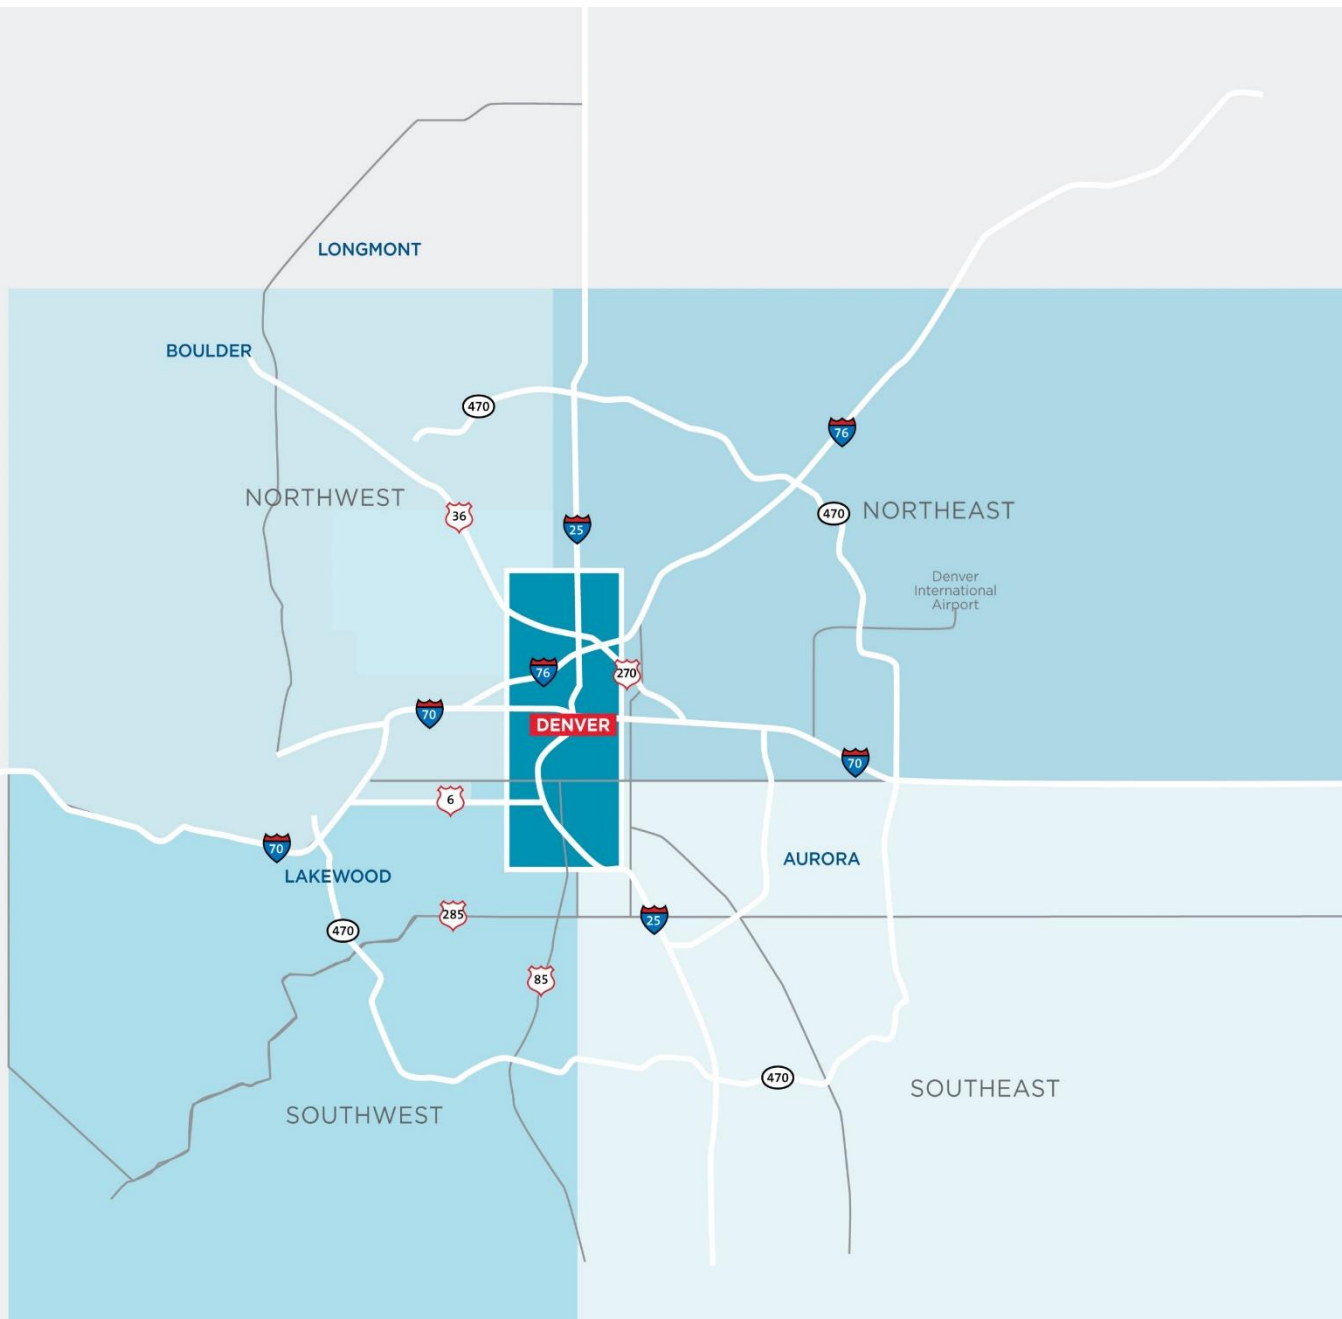 LONGMONT
BOULDER
470
76
NORTHWEST
36
470
NORTHEAST
25
Denver
International
Airport
76
270
70
DENVER
70
6
70
LAKEWOOD
AURORA
285
25
470
85
470
SOUTHEAST
SOUTHWEST